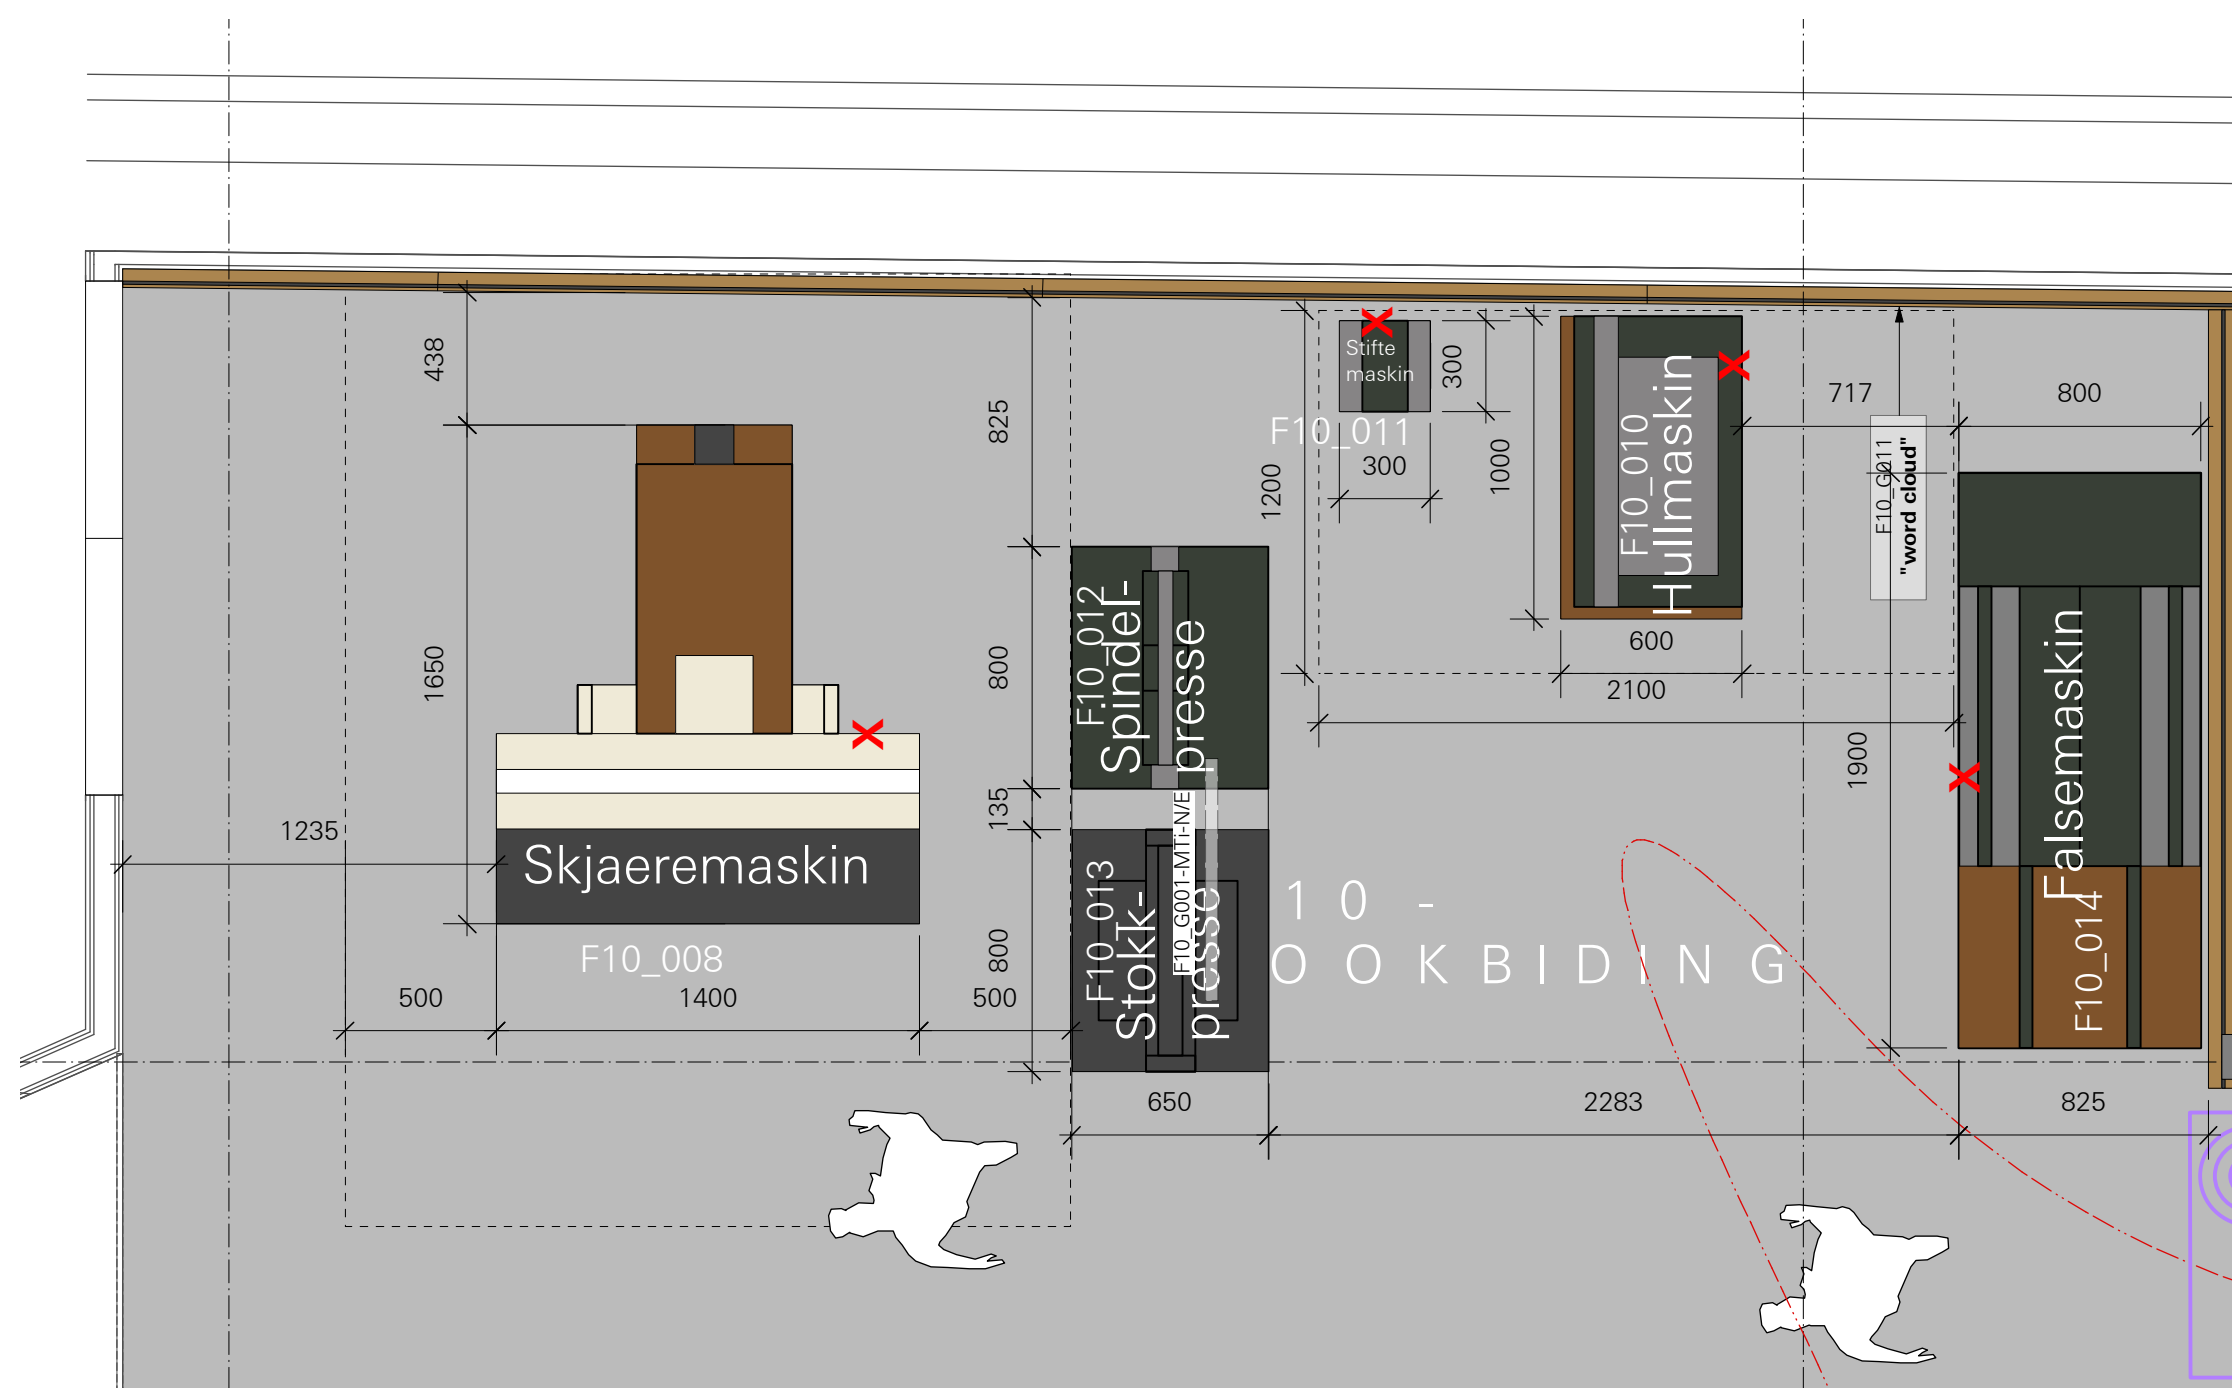 438
1650
1235
Skjaeremaskin
F10_008
500
1400
500
825
800
135
800
F10_012
Spindel-
presse
F10_013
Stokk-
presse
F10_G001-MTi-N/E
650
Stifte
maskin
F10_011
300
300
1200
1000
F10_010
Hullmaskin
600
2100
717
800
F10_G011
"word cloud"
1900
Falsemaskin
F10_014
10 -
OOKBIDING
2283
825